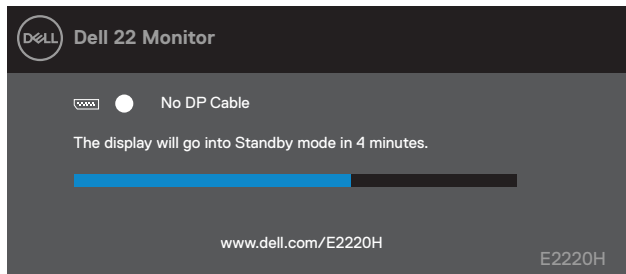 DELL Dell 22 Monitor
No DP Cable
The display will go into Standby mode in 4 minutes.
www.dell.com/E2220H
E2220H